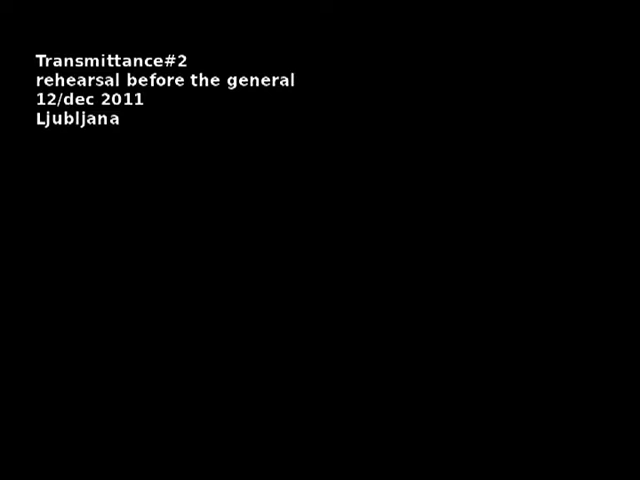 Transmittance#2
rehearsal before the general
12/dec 2011
Ljubljana